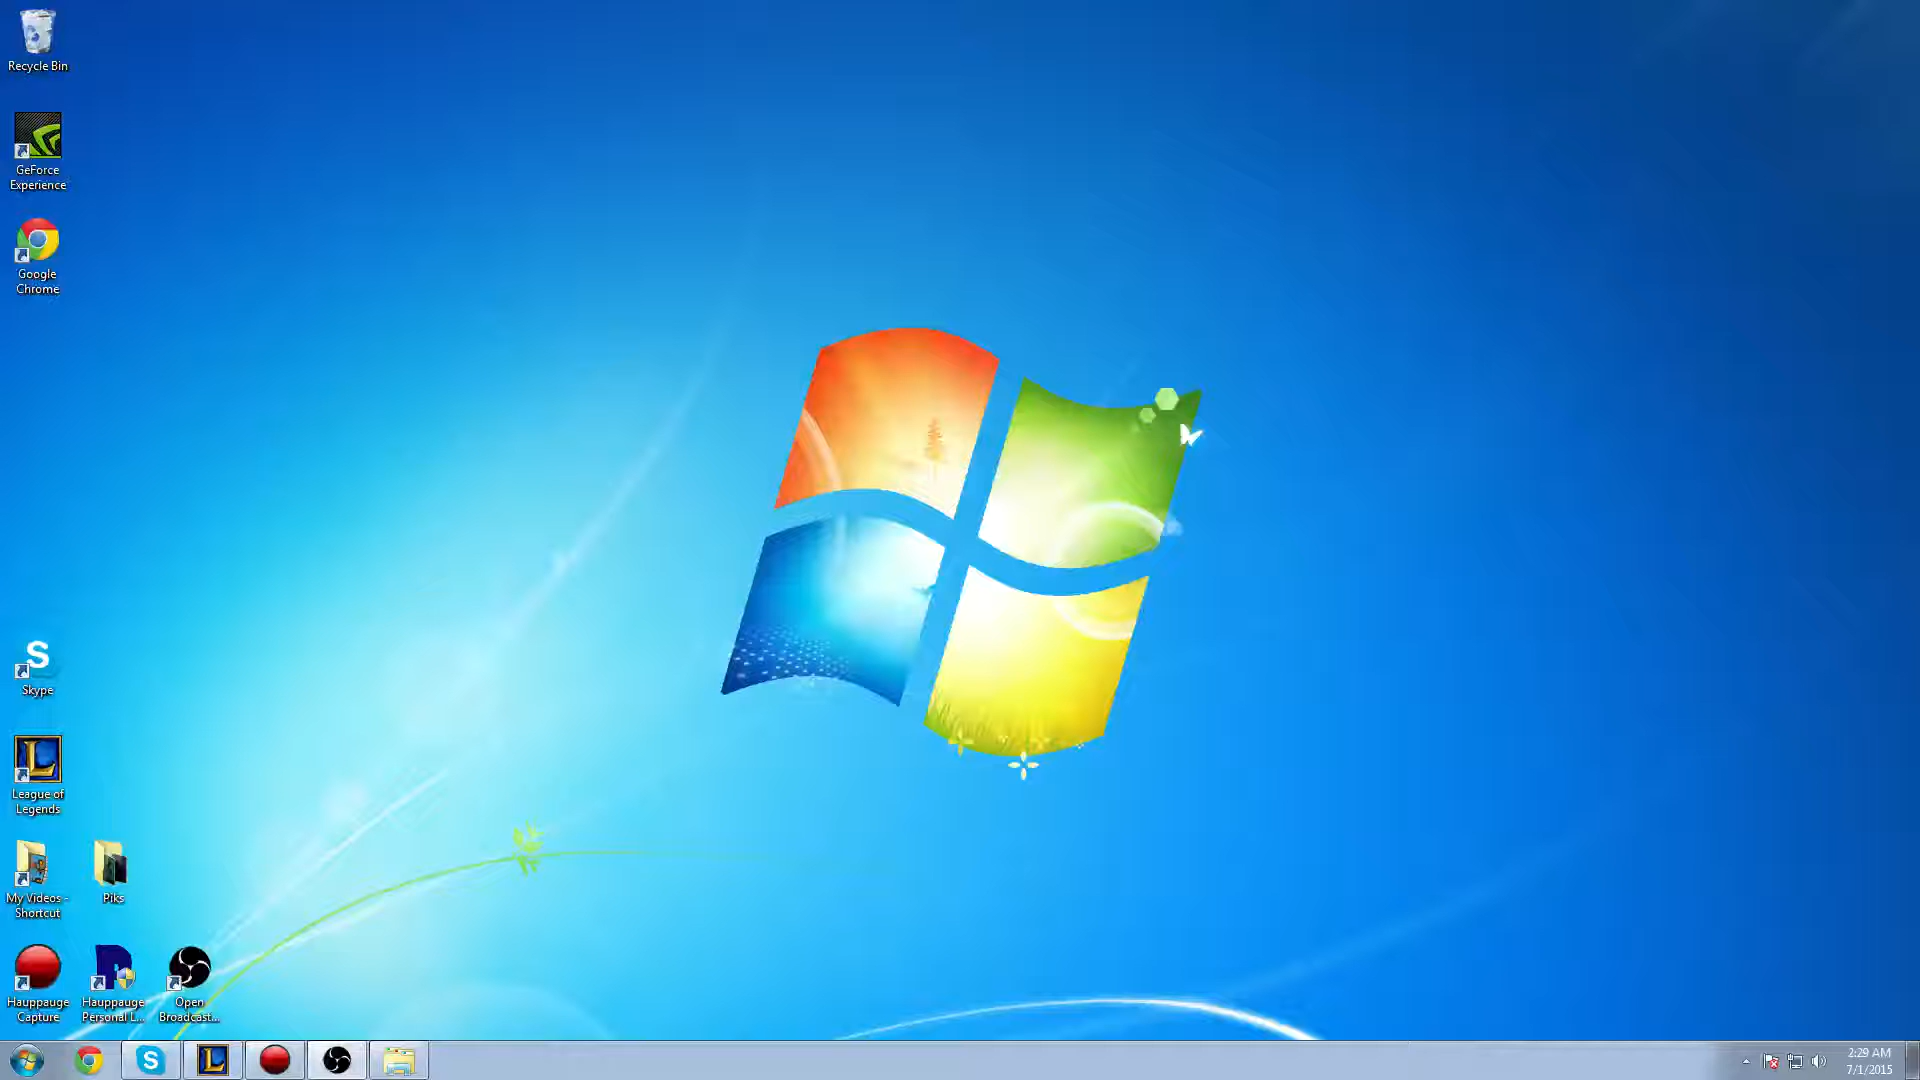 Recycle Bin
GeForce
Experience
Google
Chrome
S
Skype
L
League of
Legends
My Videos -
Shortcut
Piks
Hauppauge
Capture
Hauppauge
Personal L...
Open
Broadcast...
S
L
2:29 AM
7/1/2015